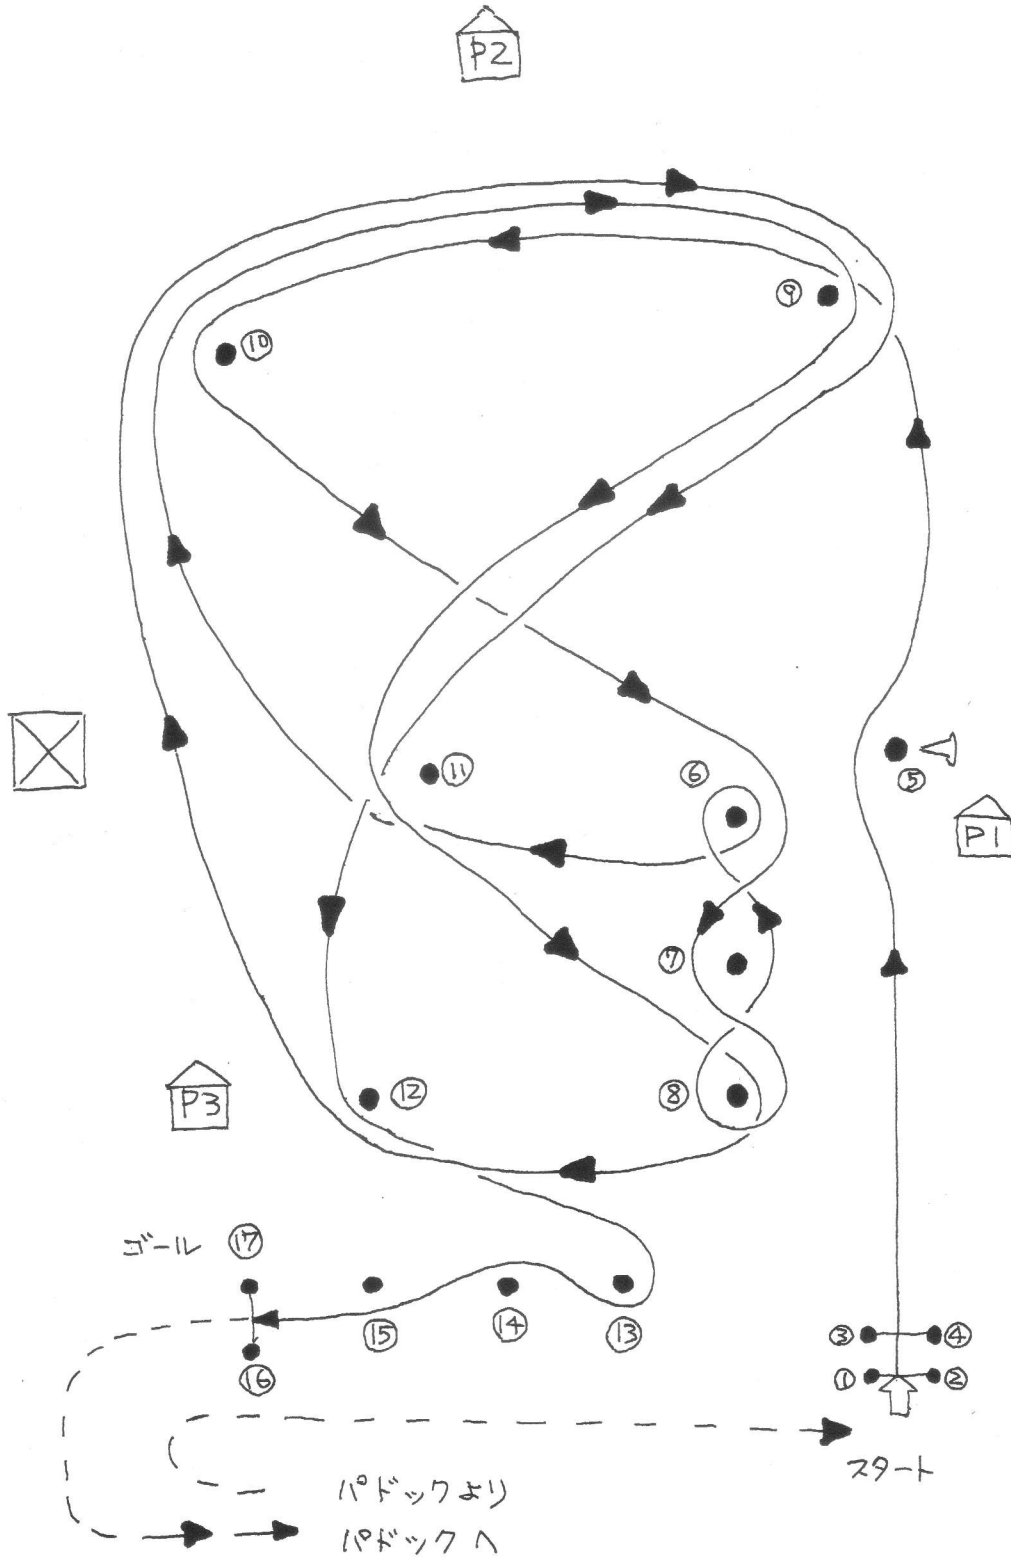 P2
⑨
⑩
⑪
⑥
⑤
P1
⑦
⑧
⑫
P3
ゴール ⑰
⑮
⑭
⑬
③
④
⑯
①
②
スタート
パドックより
パドックへ